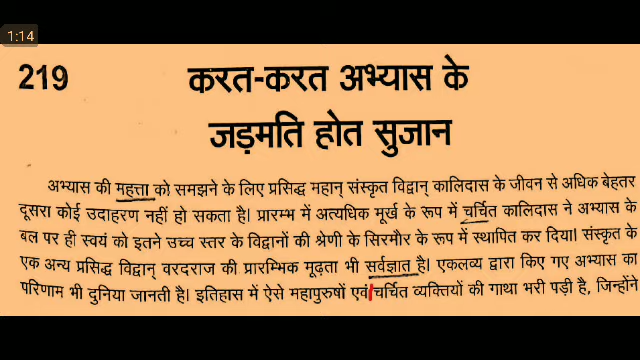 1:14
219
करत-करत अभ्यास के
जड़मति होत सुजान
अभ्यास की महत्ता को समझने के लिए प्रसिद्ध महान् संस्कृत विद्वान् कालिदास के जीवन से अधिक बेहतर
दूसरा कोई उदाहरण नहीं हो सकता है। प्रारम्भ में अत्यधिक मूर्ख के रूप में चर्चित कालिदास ने अभ्यास के
बल पर ही स्वयं को इतने उच्च स्तर के विद्वानों की श्रेणी के सिरमौर के रूप में स्थापित कर दिया। संस्कृत के
एक अन्य प्रसिद्ध विद्वान् वरदराज की प्रारम्भिक मूढ़ता भी सर्वज्ञात है। एकलव्य द्वारा किए गए अभ्यास का
परिणाम भी दुनिया जानती है। इतिहास में ऐसे महापुरुषों एवं चर्चित व्यक्तियों की गाथा भरी पड़ी है, जिन्होंने